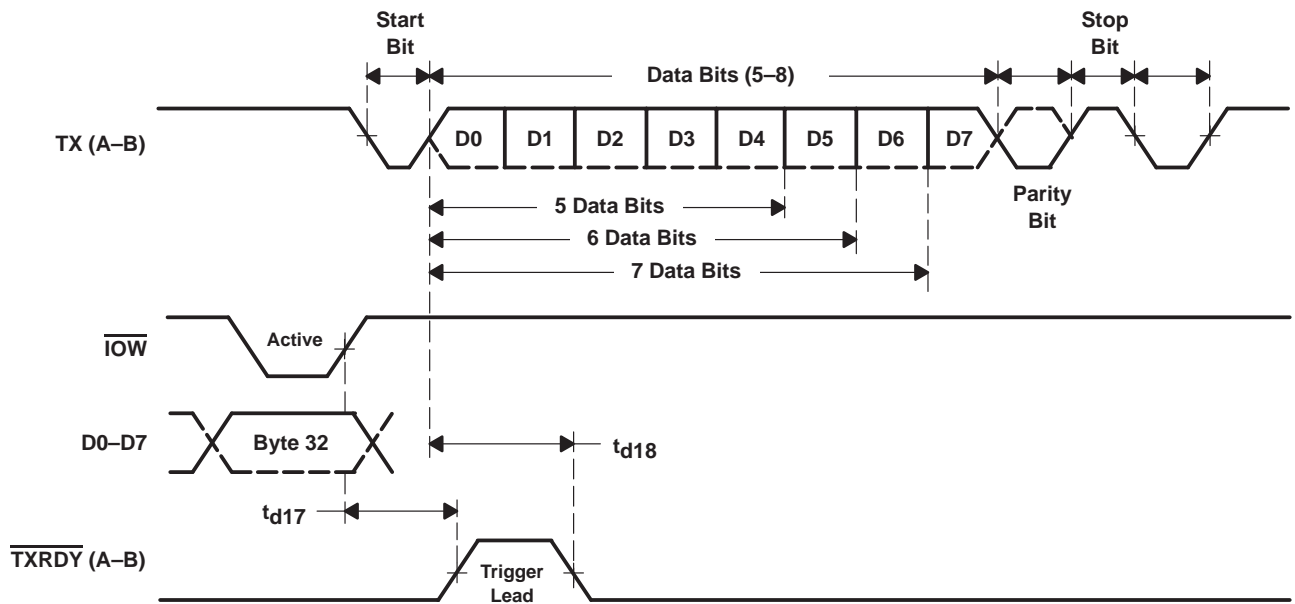 Start
Bit
Data Bits (5–8)
Stop
Bit
TX (A–B)
D0 D1 D2 D3 D4 D5 D6 D7
Parity
Bit
5 Data Bits
6 Data Bits
7 Data Bits
IOW
Active
D0–D7
Byte 32
td18
td17
TXRDY (A–B)
Trigger
Lead